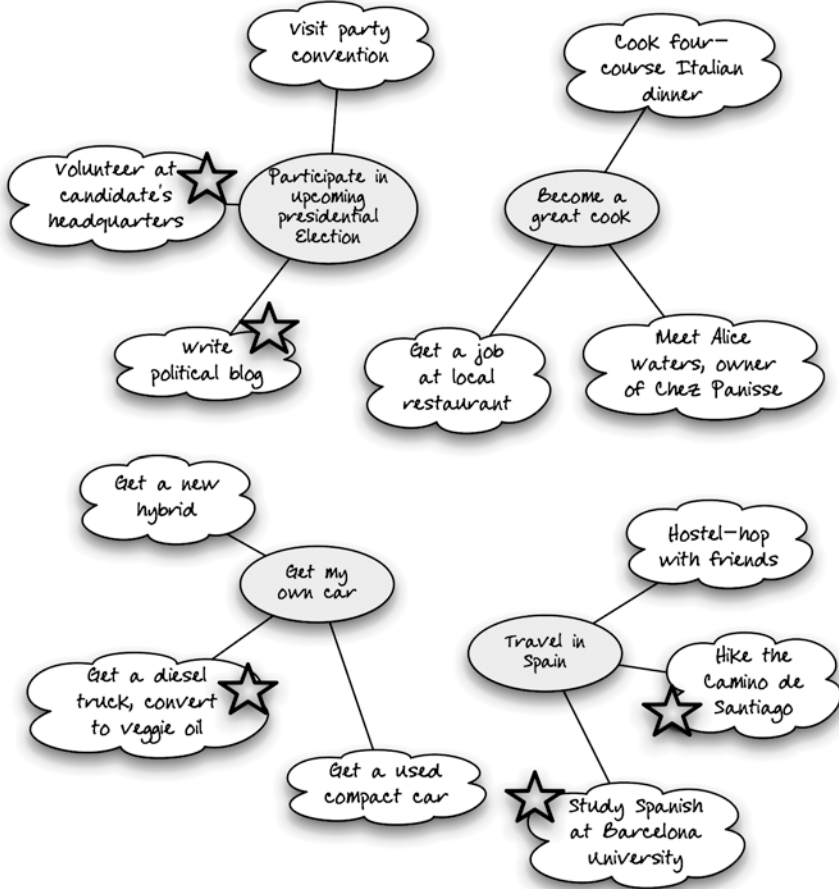 Visit party
convention
Volunteer at
candidate's
headquarters
Participate in
upcoming
presidential
Election
Write
political blog
Cook four-
course Italian
dinner
Become a
great cook
Get a job
at local
restaurant
Meet Alice
Waters, owner
of Chez Panisse
Get a new
hybrid
Get my
own car
Get a diesel
truck, convert
to veggie oil
Get a used
compact car
Hostel-hop
with friends
Travel in
Spain
Hike the
Camino de
Santiago
Study Spanish
at Barcelona
University